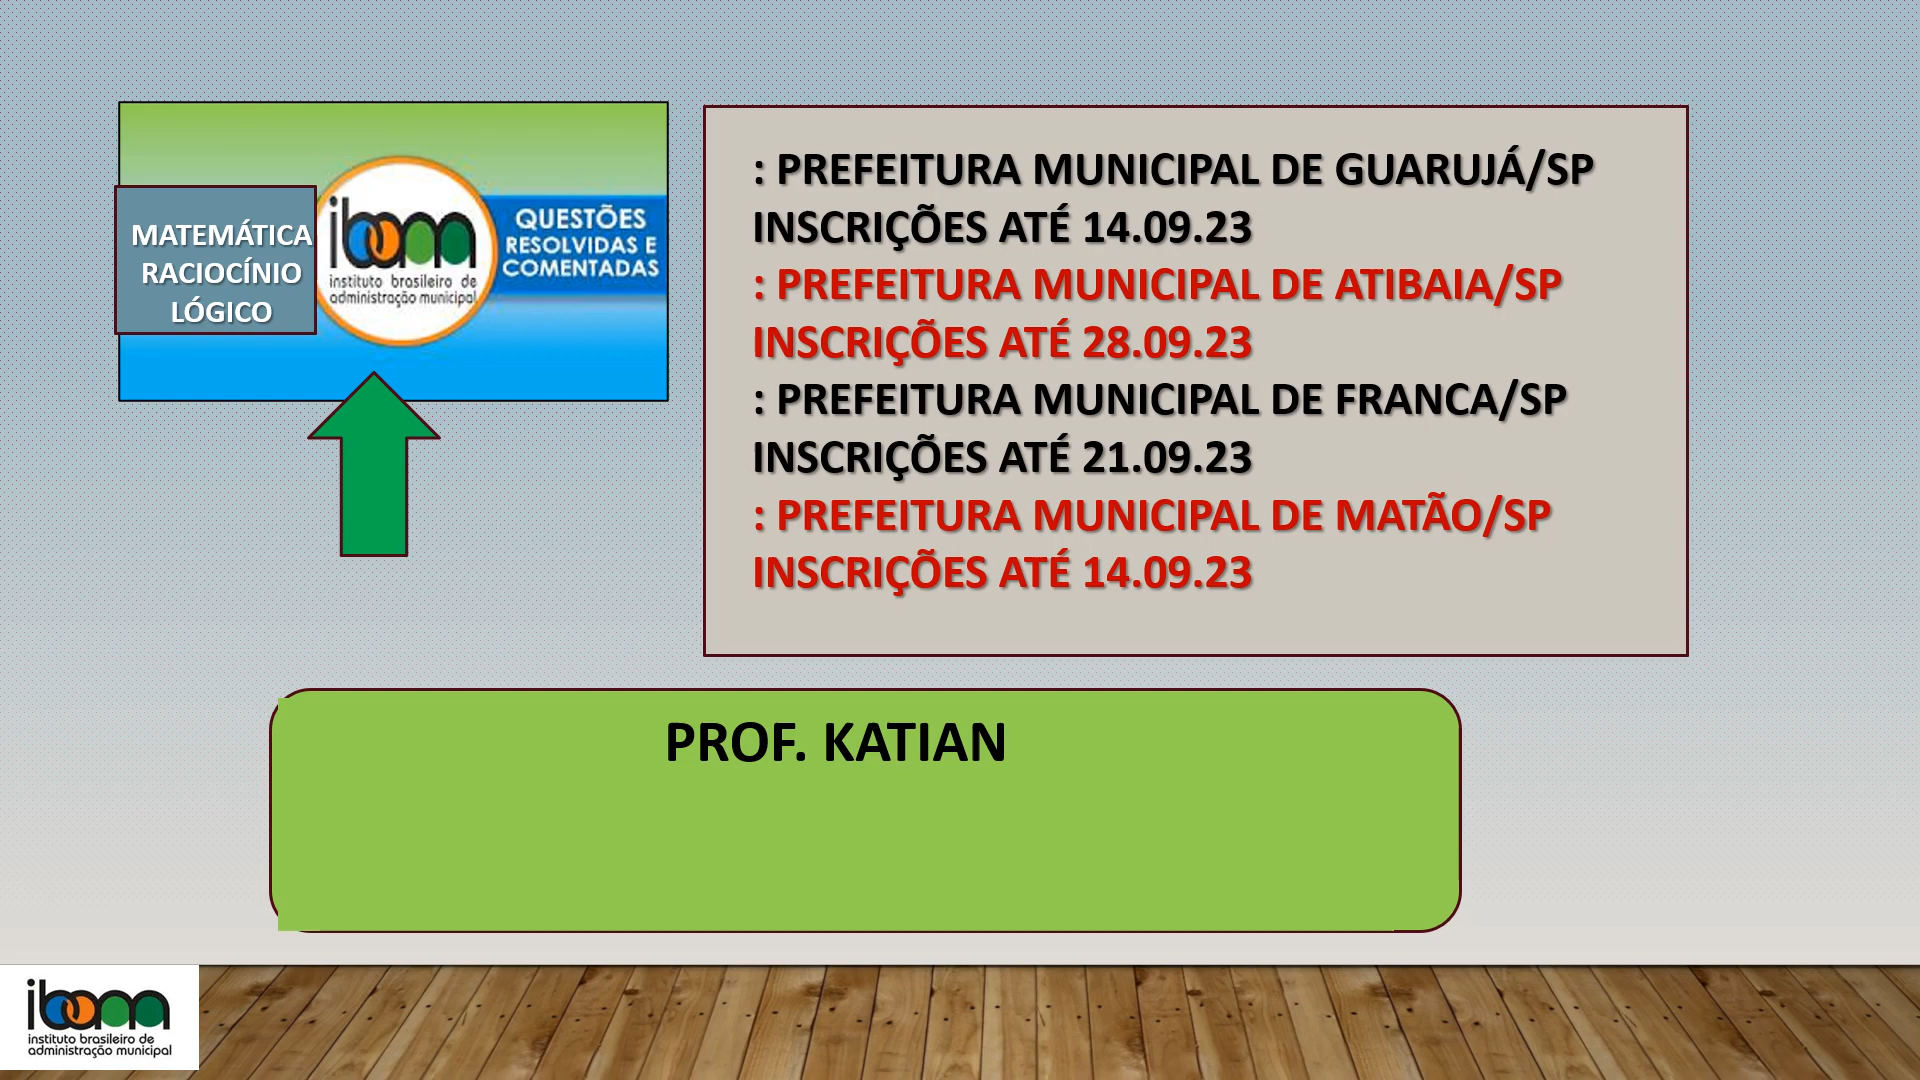 MATEMÁTICA
RACIOCÍNIO
LÓGICO
ibam
instituto brasileiro de
administração municipal
QUESTÕES
RESOLVIDAS E
COMENTADAS
: PREFEITURA MUNICIPAL DE GUARUJÁ/SP
INSCRIÇÕES ATÉ 14.09.23
: PREFEITURA MUNICIPAL DE ATIBAIA/SP
INSCRIÇÕES ATÉ 28.09.23
: PREFEITURA MUNICIPAL DE FRANCA/SP
INSCRIÇÕES ATÉ 21.09.23
: PREFEITURA MUNICIPAL DE MATÃO/SP
INSCRIÇÕES ATÉ 14.09.23
PROF. KATIAN
ibam
instituto brasileiro de
administração municipal